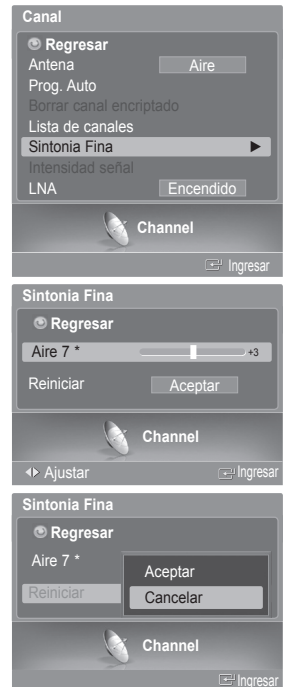 Canal
Regresar
Antena Aire
Prog. Auto
Borrar canal encriptado
Lista de canales
Sintonia Fina ►
Intensidad señal
LNA Encendido
Channel
Ingresar
Sintonia Fina
Regresar
Aire 7 * +3
Reiniciar Aceptar
Channel
Ajustar Ingresar
Sintonia Fina
Regresar
Aire 7 *
Aceptar
Reiniciar Cancelar
Channel
Ingresar